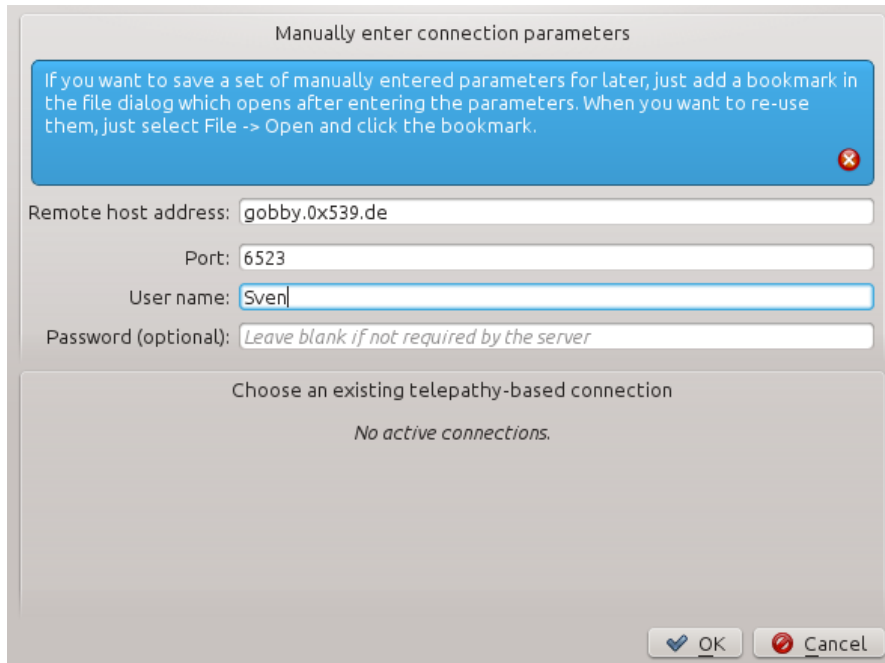 Manually enter connection parameters
If you want to save a set of manually entered parameters for later, just add a bookmark in
the file dialog which opens after entering the parameters. When you want to re-use
them, just select File -> Open and click the bookmark.
Remote host address: gobby.0x539.de
Port: 6523
User name: Sven
Password (optional): Leave blank if not required by the server
Choose an existing telepathy-based connection
No active connections.
OK Cancel